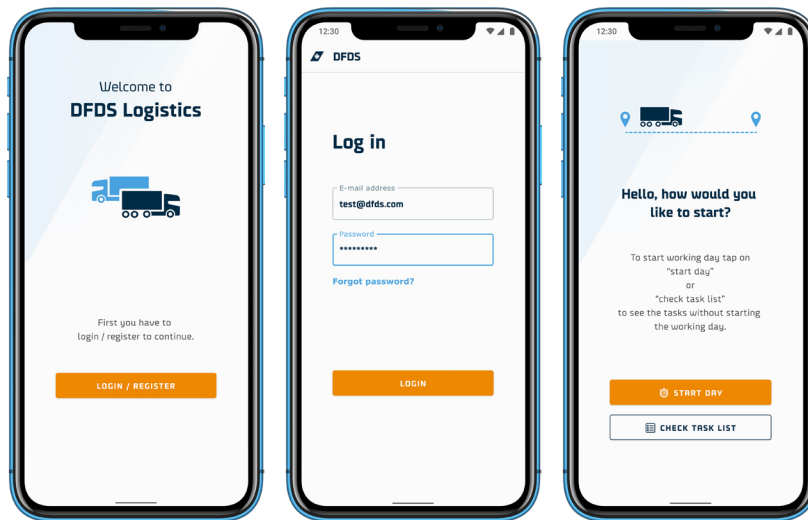 Welcome to
DFDS Logistics
First you have to
login / register to continue.
LOGIN / REGISTER
12:30
DFDS
Log in
E-mail address
test@dfds.com
Password
*********
Forgot password?
LOGIN
12:30
Hello, how would you
like to start?
To start working day tap on
"start day"
or
"check task list"
to see the tasks without starting
the working day.
START DAY
CHECK TASK LIST